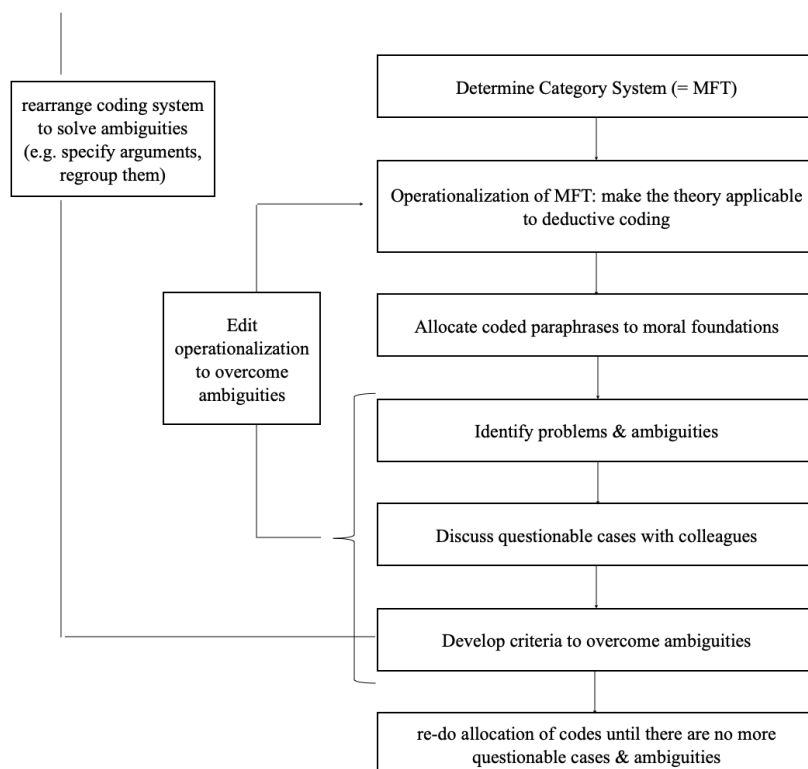 Determine Category System (= MFT)
rearrange coding system
to solve ambiguities
(e.g. specify arguments,
regroup them)
Operationalization of MFT: make the theory applicable
to deductive coding
Edit
operationalization
to overcome
ambiguities
Allocate coded paraphrases to moral foundations
Identify problems & ambiguities
Discuss questionable cases with colleagues
Develop criteria to overcome ambiguities
re-do allocation of codes until there are no more
questionable cases & ambiguities